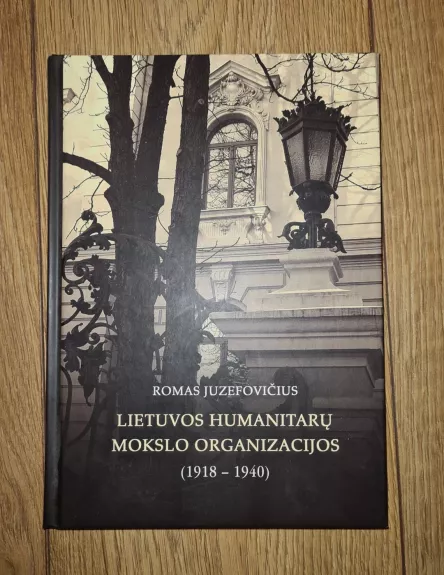 ROMAS JUZEFOVIČIUS
LIETUVOS HUMANITARŲ
MOKSLO ORGANIZACIJOS
(1918 – 1940)